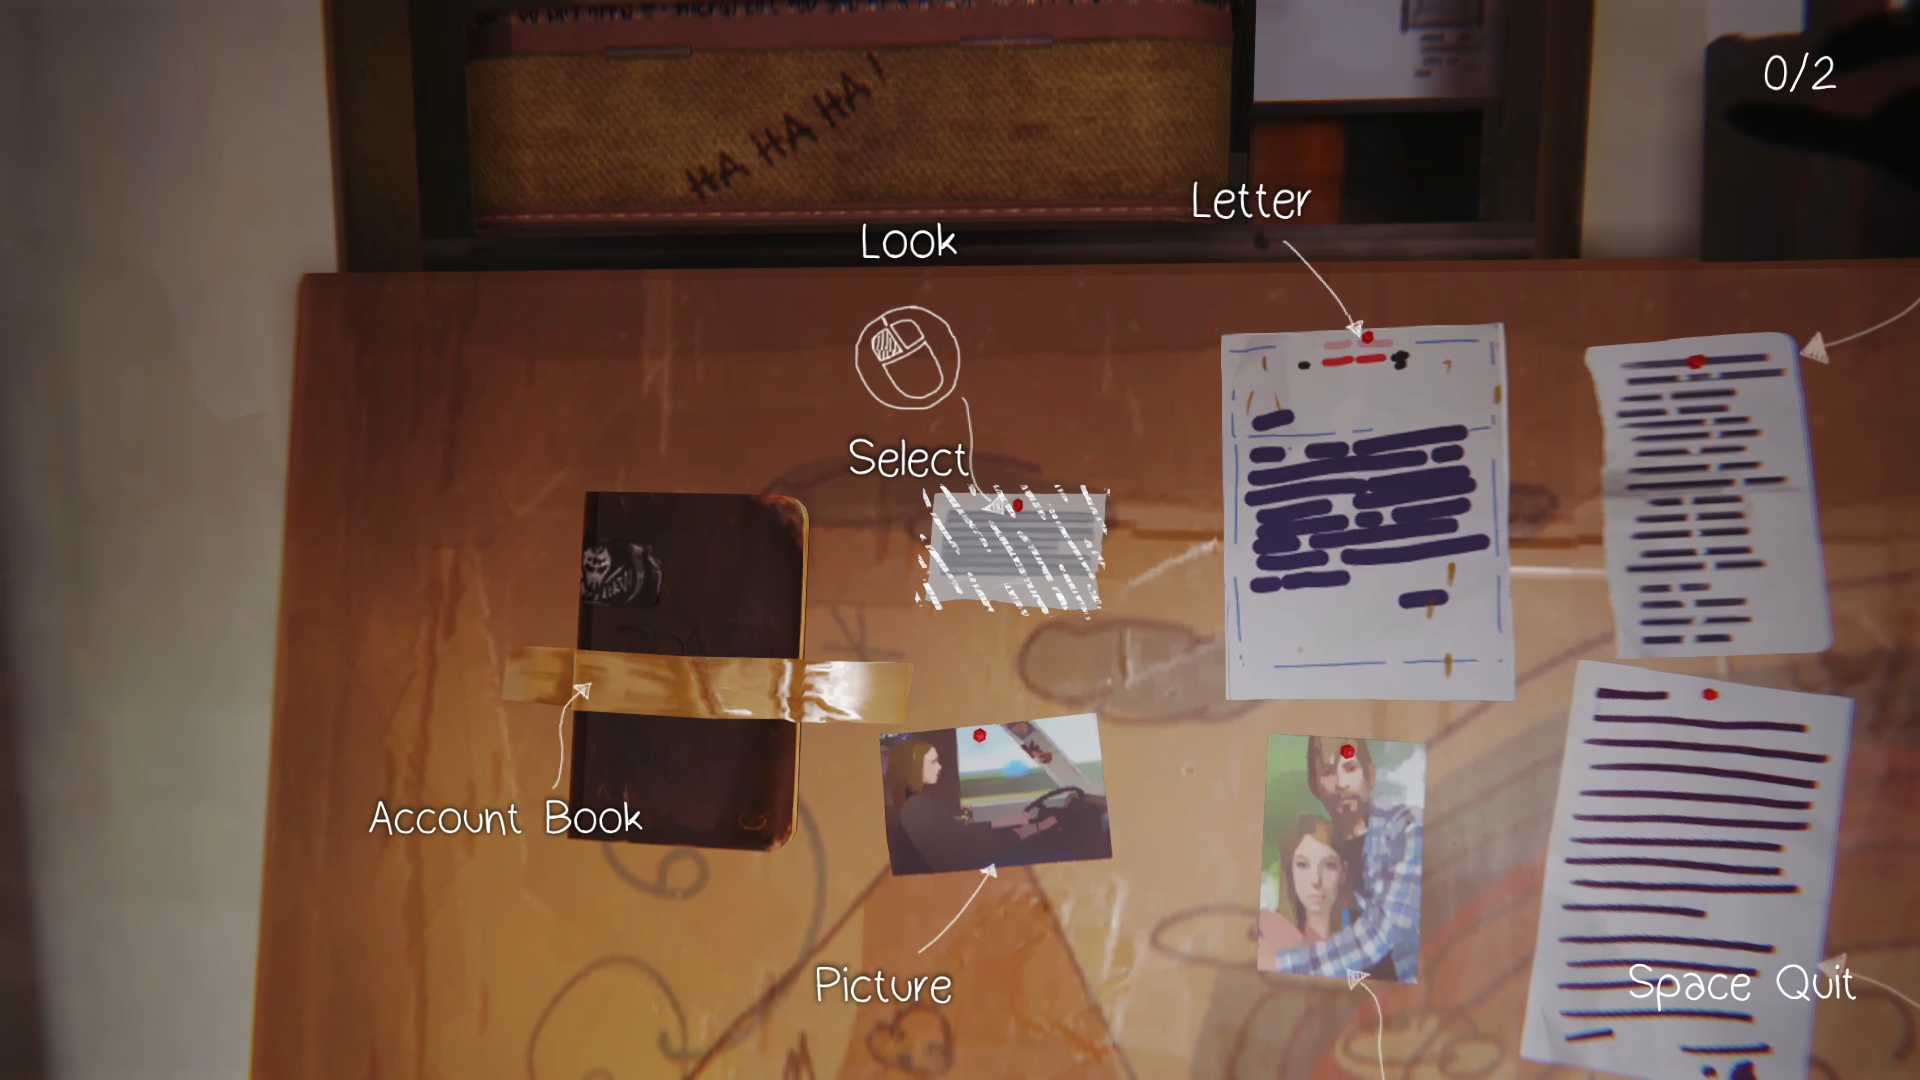 HA HA HA!
0/2
Letter
Look
Select
Account Book
Picture
Space Quit